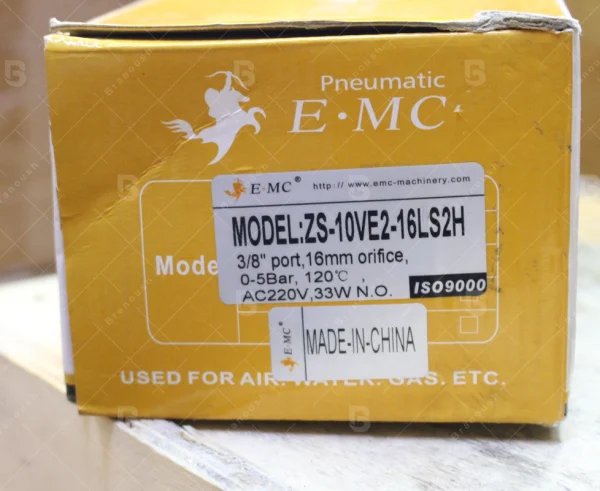 Pneumatic
E·MC
E·MC® http://www.emc-machinery.com
MODEL:ZS-10VE2-16LS2H
Mode
3/8" port,16mm orifice,
0-5Bar, 120℃ ,
AC220V,33W N.O. ISO9000
E·MC®
MADE-IN-CHINA
USED FOR AIR. WATER. GAS. ETC.